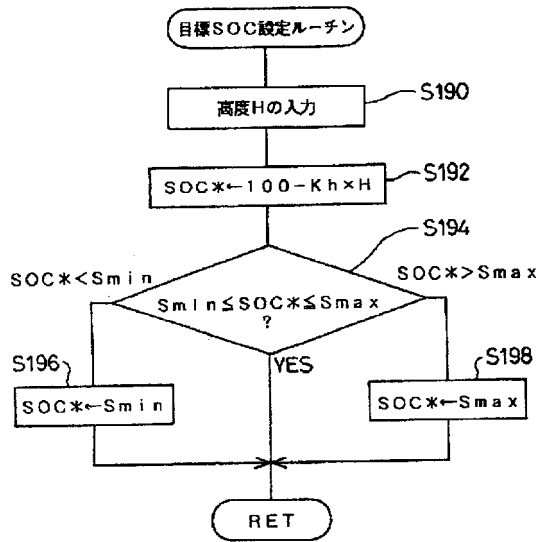 目標SOC設定ルーチン
高度Hの入力
S190
SOC*←100-Kh×H
S192
S194
SOC*<Smin
SOC*>Smax
Smin≦SOC*≦Smax
?
YES
S196
SOC*←Smin
S198
SOC*←Smax
RET